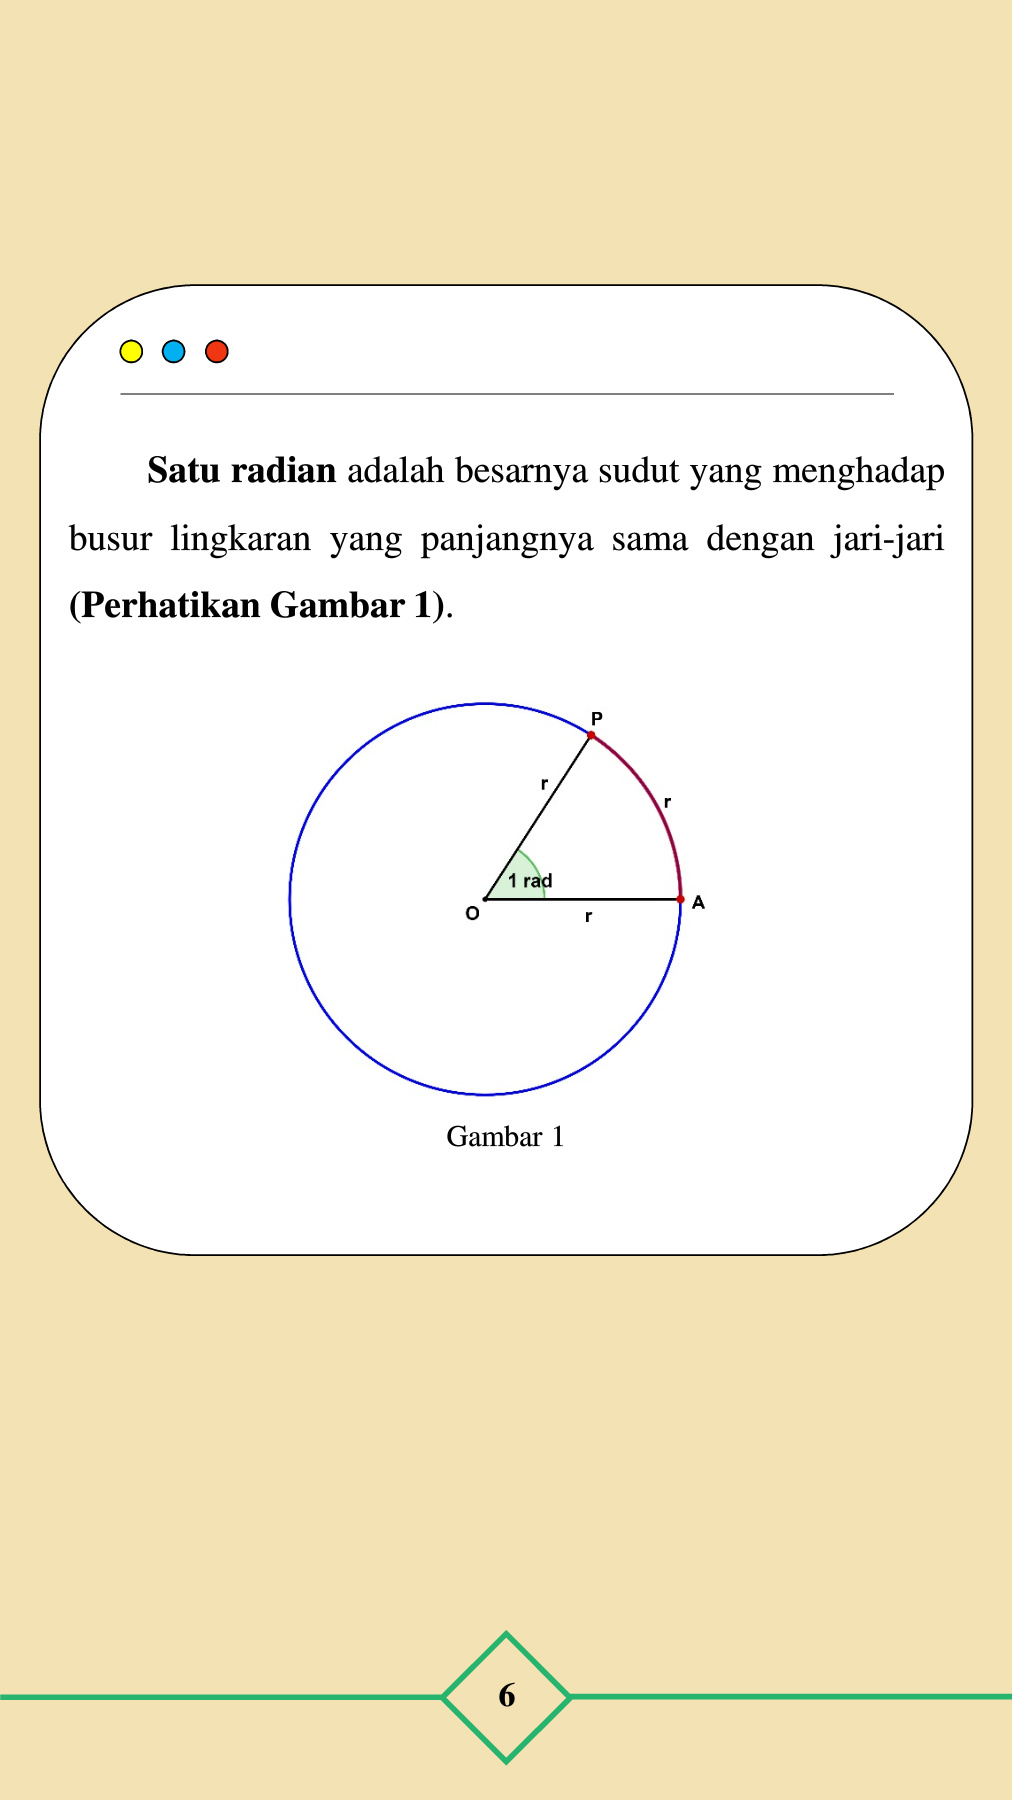 Satu radian adalah besarnya sudut yang menghadap
busur lingkaran yang panjangnya sama dengan jari-jari
(Perhatikan Gambar 1).
P
r
r
1 rad
O
r
A
Gambar 1
6